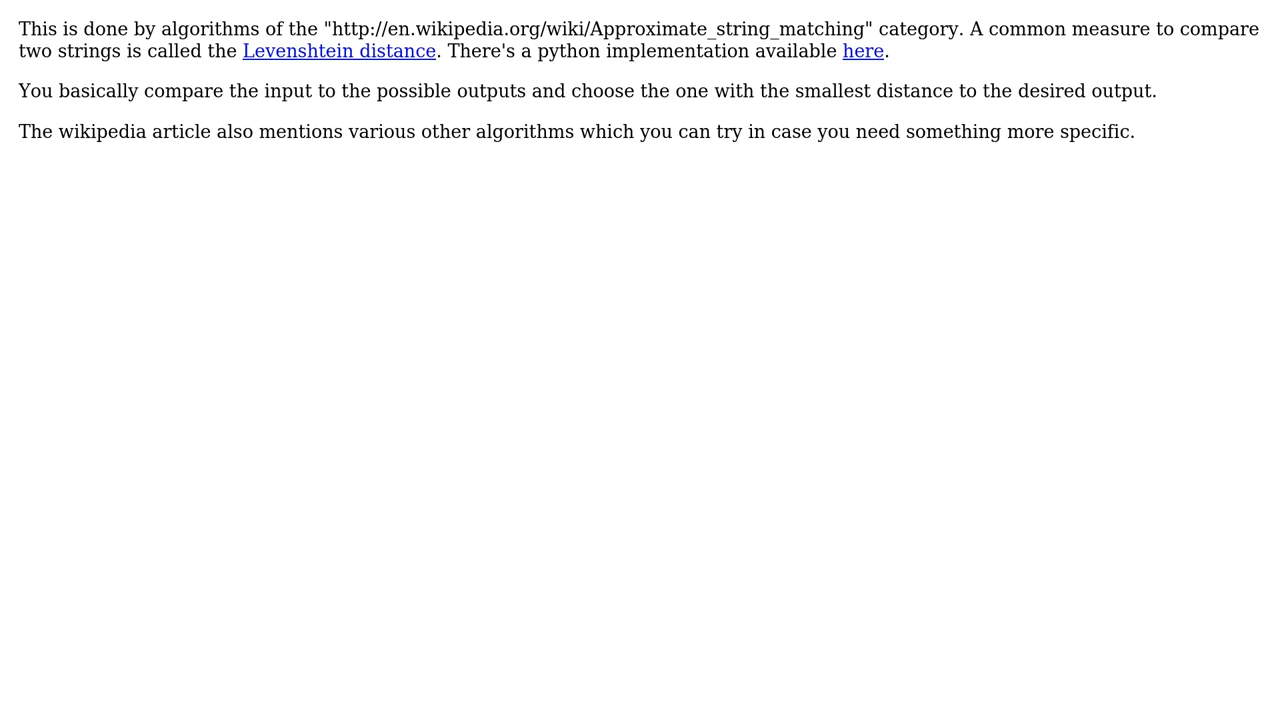 This is done by algorithms of the "http://en.wikipedia.org/wiki/Approximate_string_matching" category. A common measure to compare
two strings is called the Levenshtein distance. There's a python implementation available here.
You basically compare the input to the possible outputs and choose the one with the smallest distance to the desired output.
The wikipedia article also mentions various other algorithms which you can try in case you need something more specific.